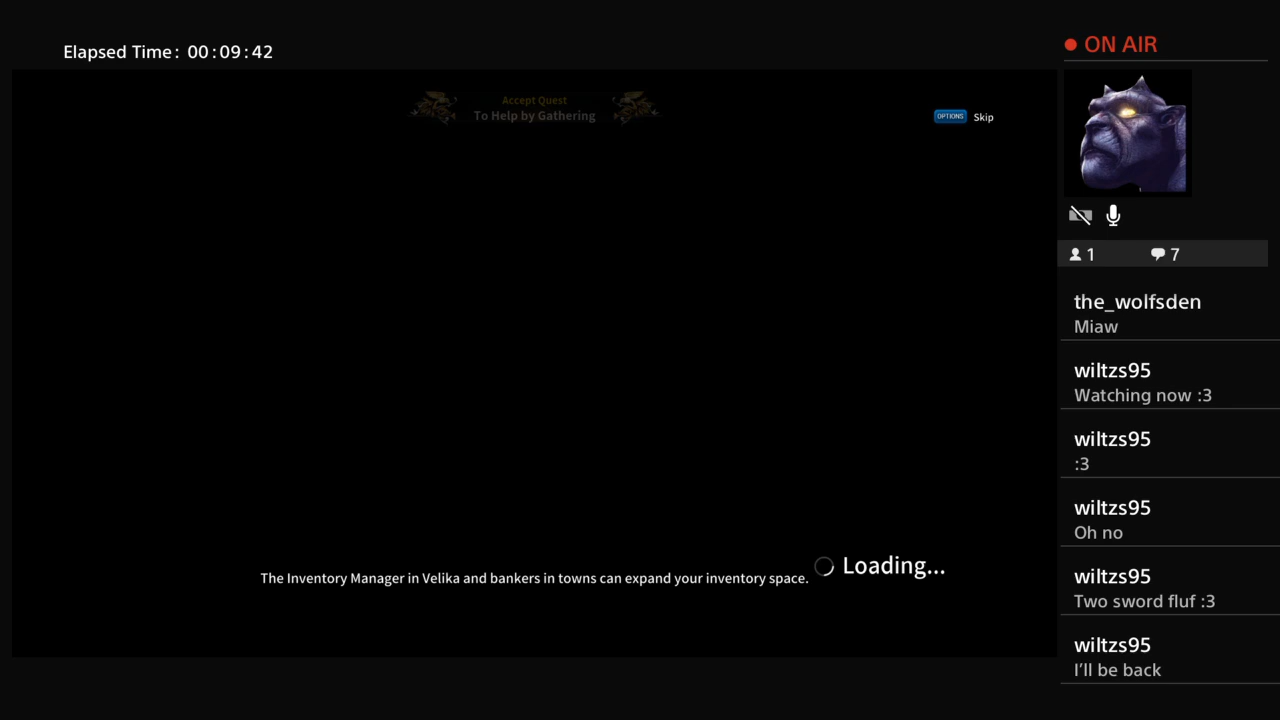 Elapsed Time: 00:09:42
ON AIR
Accept Quest
To Help by Gathering
OPTIONS Skip
1 7
the_wolfsden
Miaw
wiltzs95
Watching now :3
wiltzs95
:3
wiltzs95
Oh no
wiltzs95
Two sword fluf :3
wiltzs95
I'll be back
The Inventory Manager in Velika and bankers in towns can expand your inventory space.
Loading...